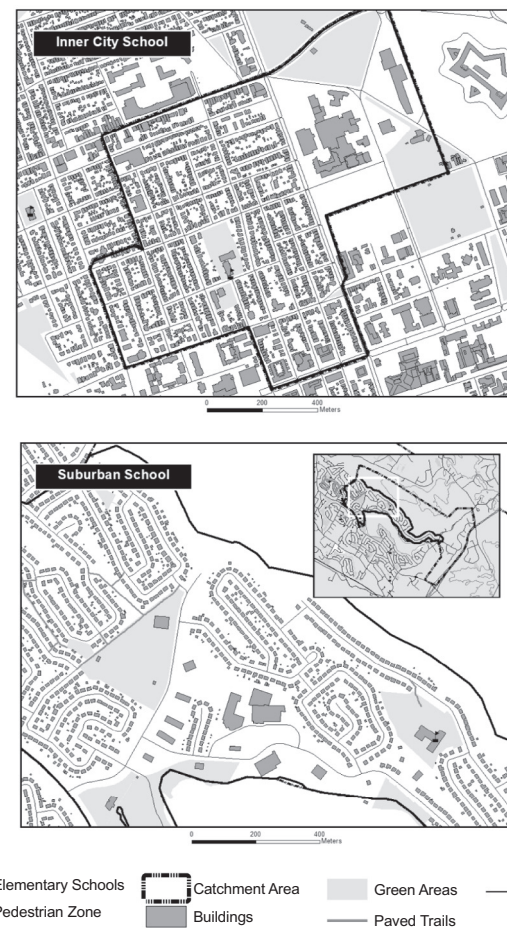 Inner City School
0 200 400
Meters
Suburban School
0 200 400
Meters
Elementary Schools
Catchment Area
Green Areas
Pedestrian Zone
Buildings
Paved Trails